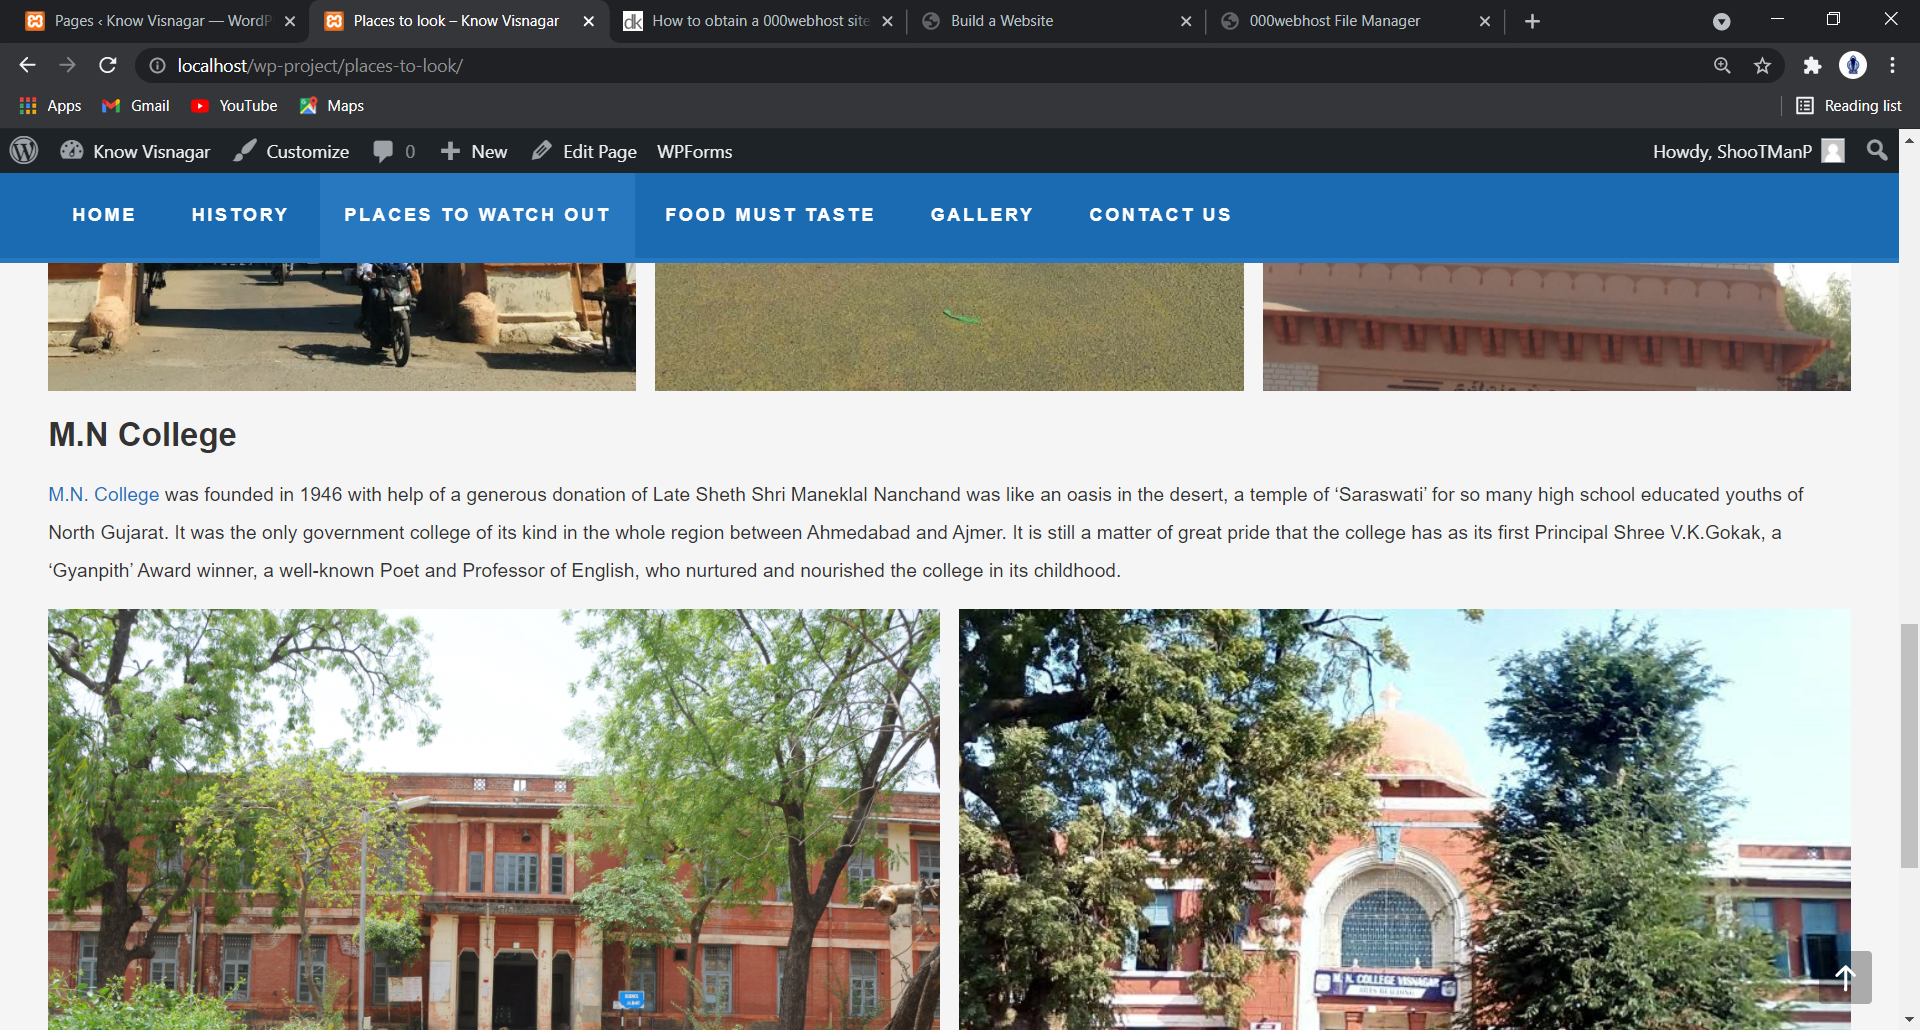 Pages ‹ Know Visnagar — WordP
Places to look – Know Visnagar
How to obtain a 000webhost site
Build a Website
000webhost File Manager
localhost/wp-project/places-to-look/
Apps
Gmail
YouTube
Maps
Reading list
Know Visnagar
Customize
0
New
Edit Page
WPForms
Howdy, ShooTManP
HOME
HISTORY
PLACES TO WATCH OUT
FOOD MUST TASTE
GALLERY
CONTACT US
M.N College
M.N. College was founded in 1946 with help of a generous donation of Late Sheth Shri Maneklal Nanchand was like an oasis in the desert, a temple of ‘Saraswati’ for so many high school educated youths of
North Gujarat. It was the only government college of its kind in the whole region between Ahmedabad and Ajmer. It is still a matter of great pride that the college has as its first Principal Shree V.K.Gokak, a
‘Gyanpith’ Award winner, a well-known Poet and Professor of English, who nurtured and nourished the college in its childhood.
M. N. COLLEGE VISNAGAR
ARTS BUILDING